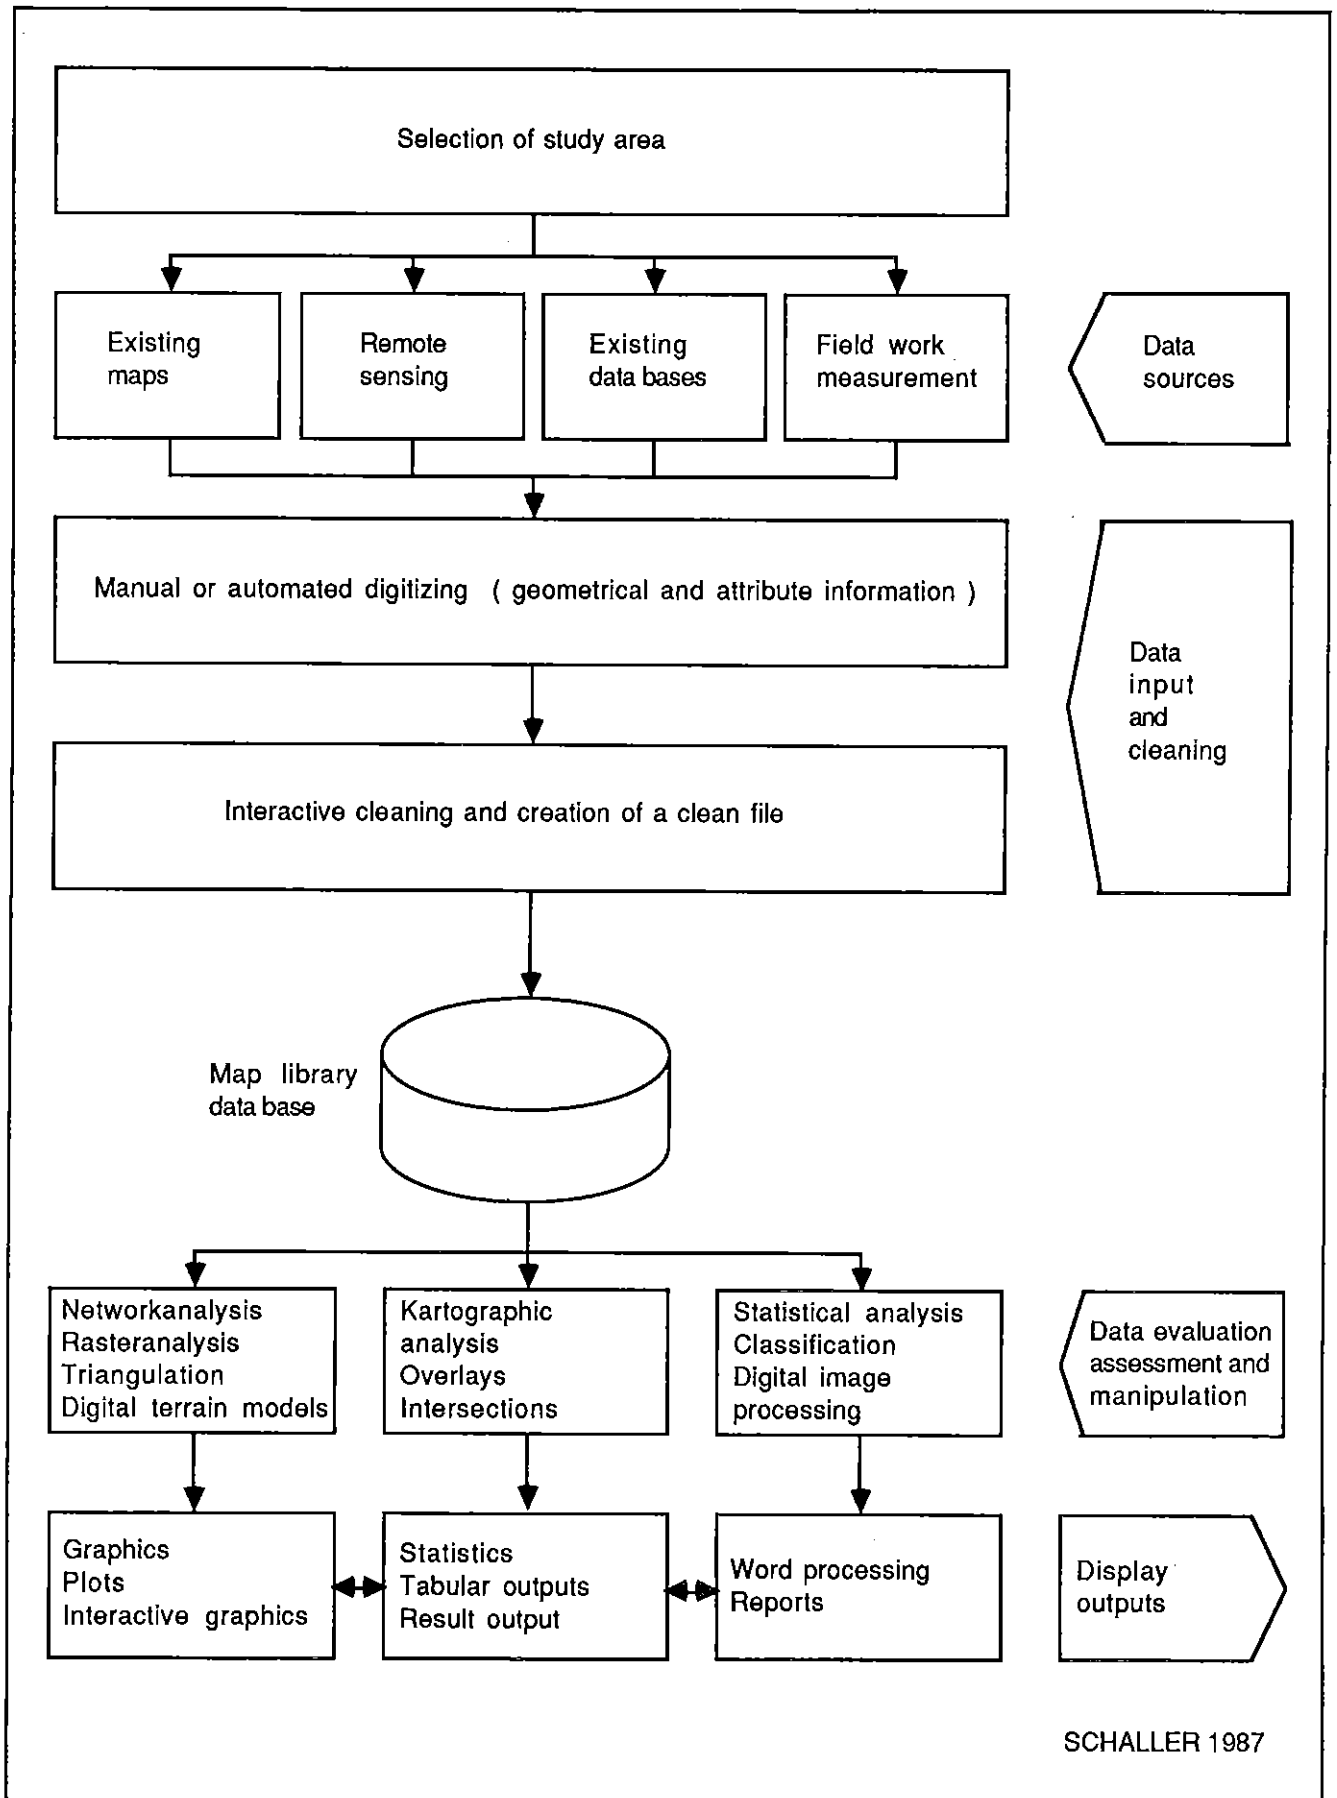 Selection of study area
Existing
maps
Remote
sensing
Existing
data bases
Field work
measurement
Data
sources
Manual or automated digitizing ( geometrical and attribute information )
Data
input
and
cleaning
Interactive cleaning and creation of a clean file
Map library
data base
Networkanalysis
Rasteranalysis
Triangulation
Digital terrain models
Kartographic
analysis
Overlays
Intersections
Statistical analysis
Classification
Digital image
processing
Data evaluation
assessment and
manipulation
Graphics
Plots
Interactive graphics
Statistics
Tabular outputs
Result output
Word processing
Reports
Display
outputs
SCHALLER 1987